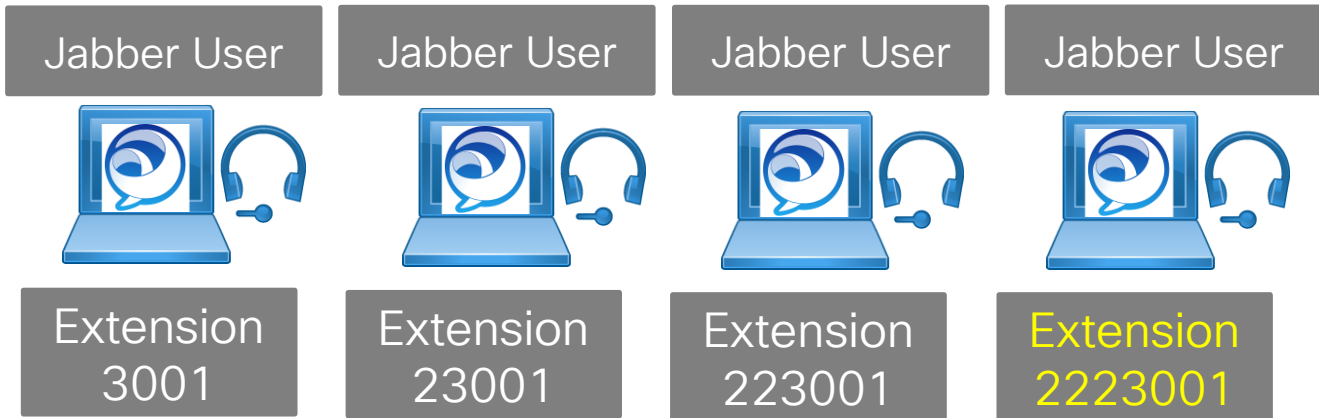 Jabber User
Jabber User
Jabber User
Jabber User
Extension
3001
Extension
23001
Extension
223001
Extension
2223001